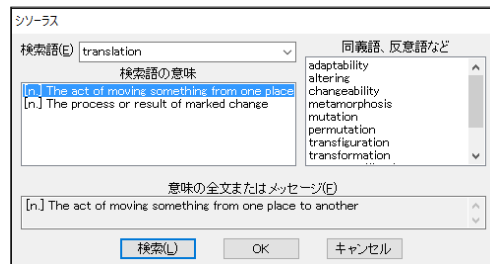 シソーラス
検索語(E) translation
検索語の意味
[n.] The act of moving something from one place
[n.] The process or result of marked change
同義語、反意語など
adaptability
altering
changeability
metamorphosis
mutation
permutation
transfiguration
transformation
意味の全文またはメッセージ(F)
[n.] The act of moving something from one place to another
検索(L) OK キャンセル